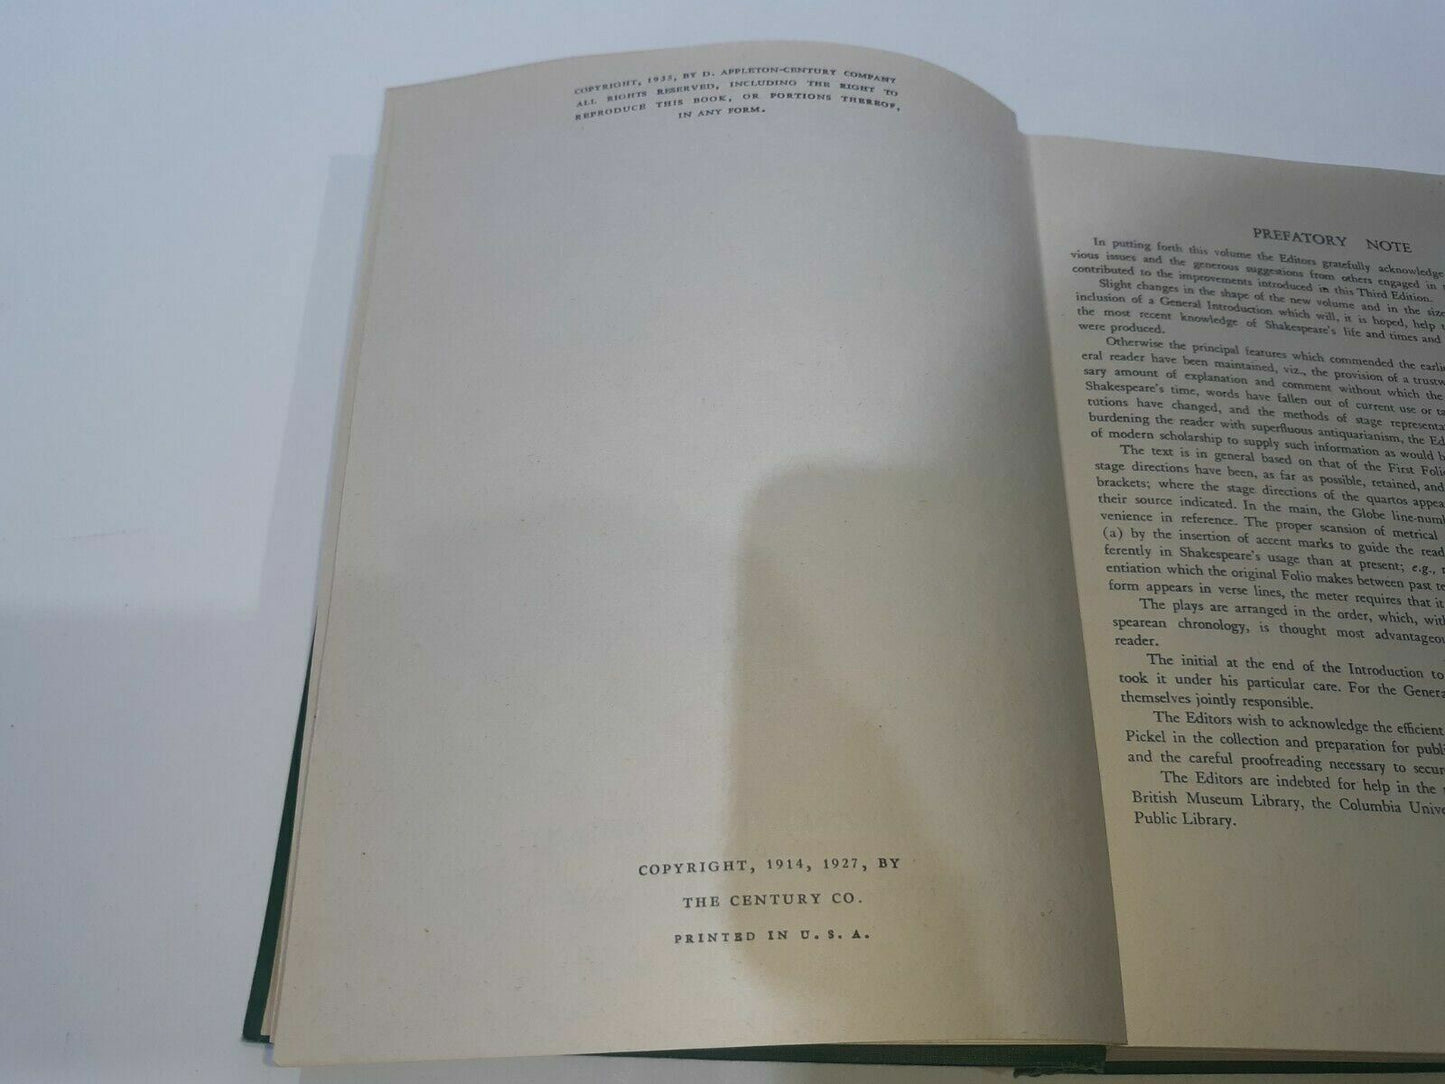 COPYRIGHT, 1935, BY D. APPLETON-CENTURY COMPANY
ALL RIGHTS RESERVED, INCLUDING THE RIGHT TO
REPRODUCE THIS BOOK, OR PORTIONS THEREOF,
IN ANY FORM.
COPYRIGHT, 1914, 1927, BY
THE CENTURY CO.
PRINTED IN U. S. A.
PREFATORY NOTE
In putting forth this volume the Editors gratefully acknowledge
vious issues and the generous suggestions from others engaged in
contributed to the improvements introduced in this Third Edition.
Slight changes in the shape of the new volume and in the size
inclusion of a General Introduction which will, it is hoped, help
the most recent knowledge of Shakespeare's life and times and
were produced.
Otherwise the principal features which commended the earli
eral reader have been maintained, viz., the provision of a trustw
sary amount of explanation and comment without which the
Shakespeare's time, words have fallen out of current use or ta
tutions have changed, and the methods of stage representa
burdening the reader with superfluous antiquarianism, the Ed
of modern scholarship to supply such information as would b
The text is in general based on that of the First Folio
stage directions have been, as far as possible, retained, and
brackets; where the stage directions of the quartos appea
their source indicated. In the main, the Globe line-num
venience in reference. The proper scansion of metrical
(a) by the insertion of accent marks to guide the read
ferently in Shakespeare's usage than at present; e.g.,
entiation which the original Folio makes between past te
form appears in verse lines, the meter requires that it
The plays are arranged in the order, which, wit
spearean chronology, is thought most advantageou
reader.
The initial at the end of the Introduction to
took it under his particular care. For the Genera
themselves jointly responsible.
The Editors wish to acknowledge the efficient
Pickel in the collection and preparation for publi
and the careful proofreading necessary to secur
The Editors are indebted for help in the
British Museum Library, the Columbia Unive
Public Library.